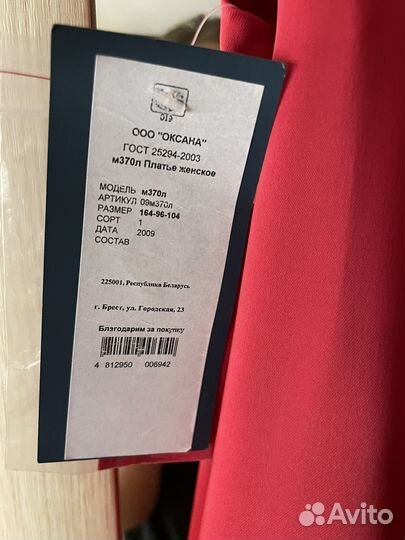 019
ООО "ОКСАНА"
ГОСТ 25294-2003
м370л Платье женское
МОДЕЛЬ м370л
АРТИКУЛ 09м370л
РАЗМЕР 164-96-104
СОРТ 1
ДАТА 2009
СОСТАВ
225001, Республика Беларусь
г. Брест, ул. Городская, 23
Благодарим за покупку
4 812950 006942
Avito